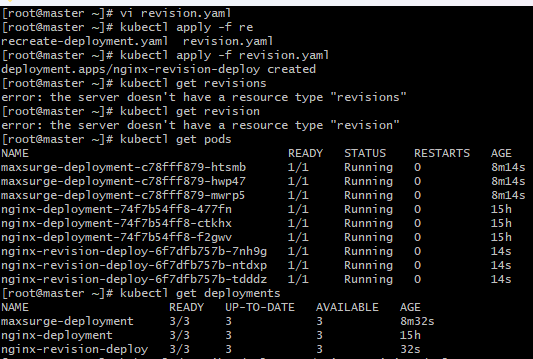 [root@master ~]# vi revision.yaml
[root@master ~]# kubectl apply -f re
recreate-deployment.yaml  revision.yaml
[root@master ~]# kubectl apply -f revision.yaml
deployment.apps/nginx-revision-deploy created
[root@master ~]# kubectl get revisions
error: the server doesn't have a resource type "revisions"
[root@master ~]# kubectl get revision
error: the server doesn't have a resource type "revision"
[root@master ~]# kubectl get pods
NAME                                     READY   STATUS    RESTARTS   AGE
maxsurge-deployment-c78fff879-htsmb      1/1     Running   0          8m14s
maxsurge-deployment-c78fff879-hwp47      1/1     Running   0          8m14s
maxsurge-deployment-c78fff879-mwrp5      1/1     Running   0          8m14s
nginx-deployment-74f7b54ff8-477fn        1/1     Running   0          15h
nginx-deployment-74f7b54ff8-ctkhx        1/1     Running   0          15h
nginx-deployment-74f7b54ff8-f2gwv        1/1     Running   0          15h
nginx-revision-deploy-6f7dfb757b-7nh9g   1/1     Running   0          14s
nginx-revision-deploy-6f7dfb757b-ntdxp   1/1     Running   0          14s
nginx-revision-deploy-6f7dfb757b-tdddz   1/1     Running   0          14s
[root@master ~]# kubectl get deployments
NAME                    READY   UP-TO-DATE   AVAILABLE   AGE
maxsurge-deployment     3/3     3            3           8m32s
nginx-deployment        3/3     3            3           15h
nginx-revision-deploy   3/3     3            3           32s